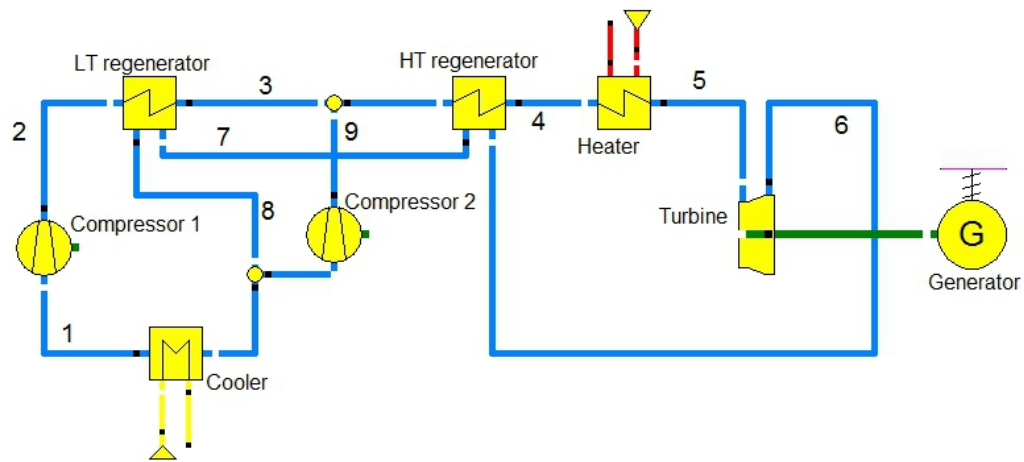 LT regenerator
HT regenerator
3
5
2
4
6
7
9
Heater
8
Compressor 2
Compressor 1
Turbine
G
Generator
1
Cooler